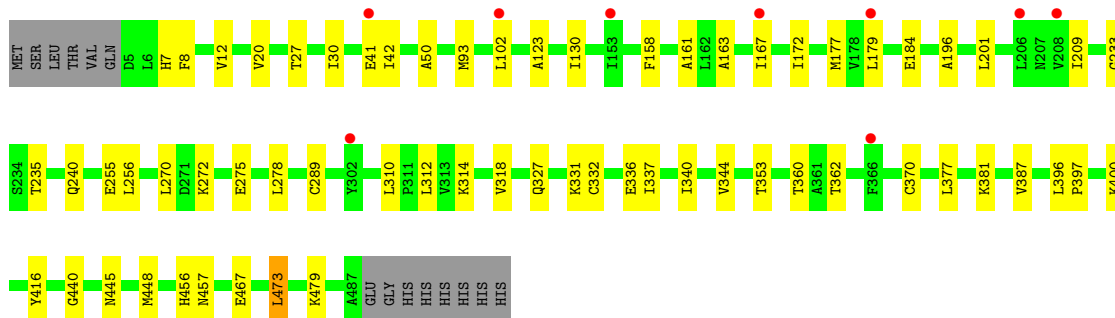 MET SER LEU THR VAL GLN D5 L6 H7 F8 V12 V20 T27 I30 E41 I42 A50 M93 L102 A123 I130 I153 F158 A161 L162 A163 I167 I172 M177 V178 L179 E184 A196 L201 L206 N207 V208 I209
S234 T235 Q240 E255 L256 L270 D271 K272 E275 L278 C289 Y302 L310 P311 L312 V313 K314 V318 Q327 K331 C332 E336 I337 I340 V344 T353 T360 A361 T362 F366 C370 L377 K381 V387 L396 P397
Y416 G440 N445 M448 H456 N457 E467 L473 K479 A487 GLU GLY HIS HIS HIS HIS HIS HIS